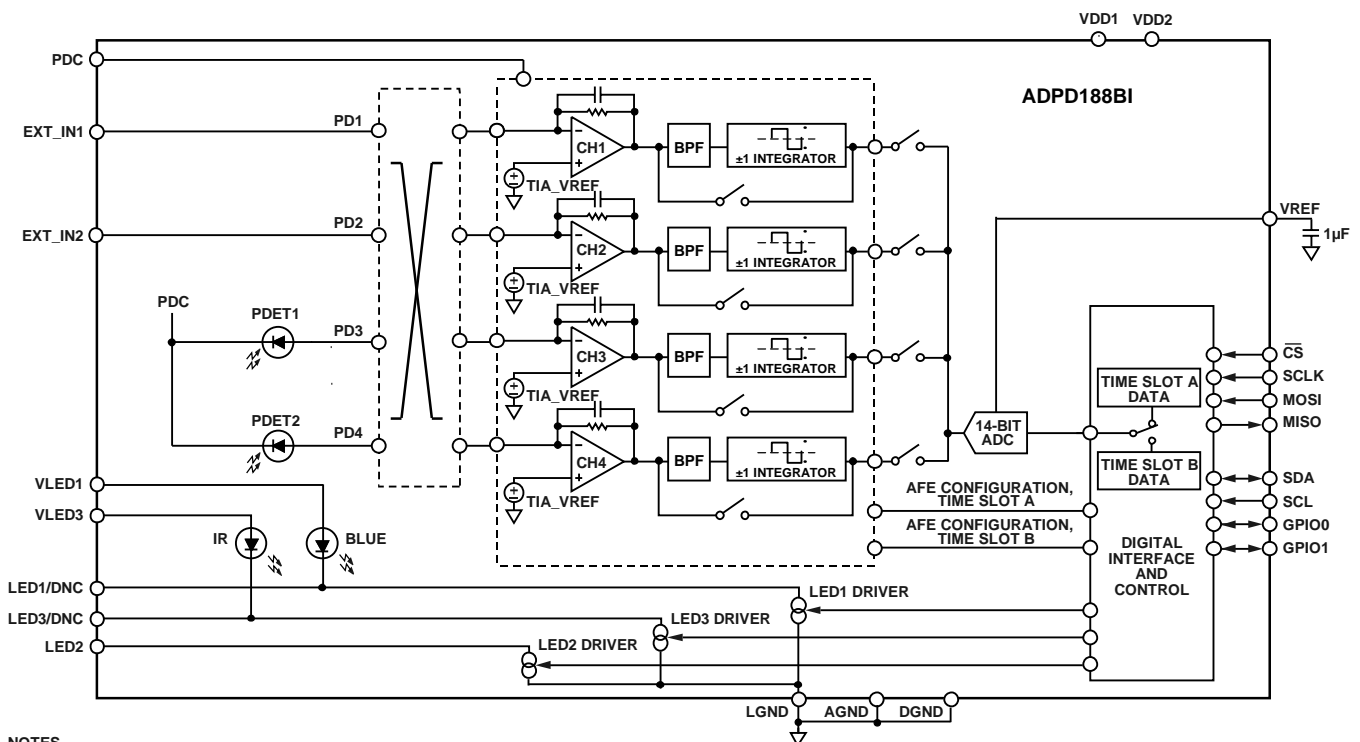 VDD1 VDD2
PDC
ADPD188BI
EXT_IN1
PD1
CH1
BPF
±1 INTEGRATOR
TIA_VREF
VREF
1µF
EXT_IN2
PD2
CH2
BPF
±1 INTEGRATOR
TIA_VREF
PDC
PDET1
PD3
CH3
BPF
±1 INTEGRATOR
TIA_VREF
PDET2
PD4
CH4
BPF
±1 INTEGRATOR
TIA_VREF
14-BIT
ADC
TIME SLOT A
DATA
TIME SLOT B
DATA
CS
SCLK
MOSI
MISO
SDA
SCL
GPIO0
GPIO1
AFE CONFIGURATION,
TIME SLOT A
AFE CONFIGURATION,
TIME SLOT B
DIGITAL
INTERFACE
AND
CONTROL
VLED1
VLED3
IR
BLUE
LED1/DNC
LED1 DRIVER
LED3/DNC
LED3 DRIVER
LED2
LED2 DRIVER
LGND AGND DGND
NOTES